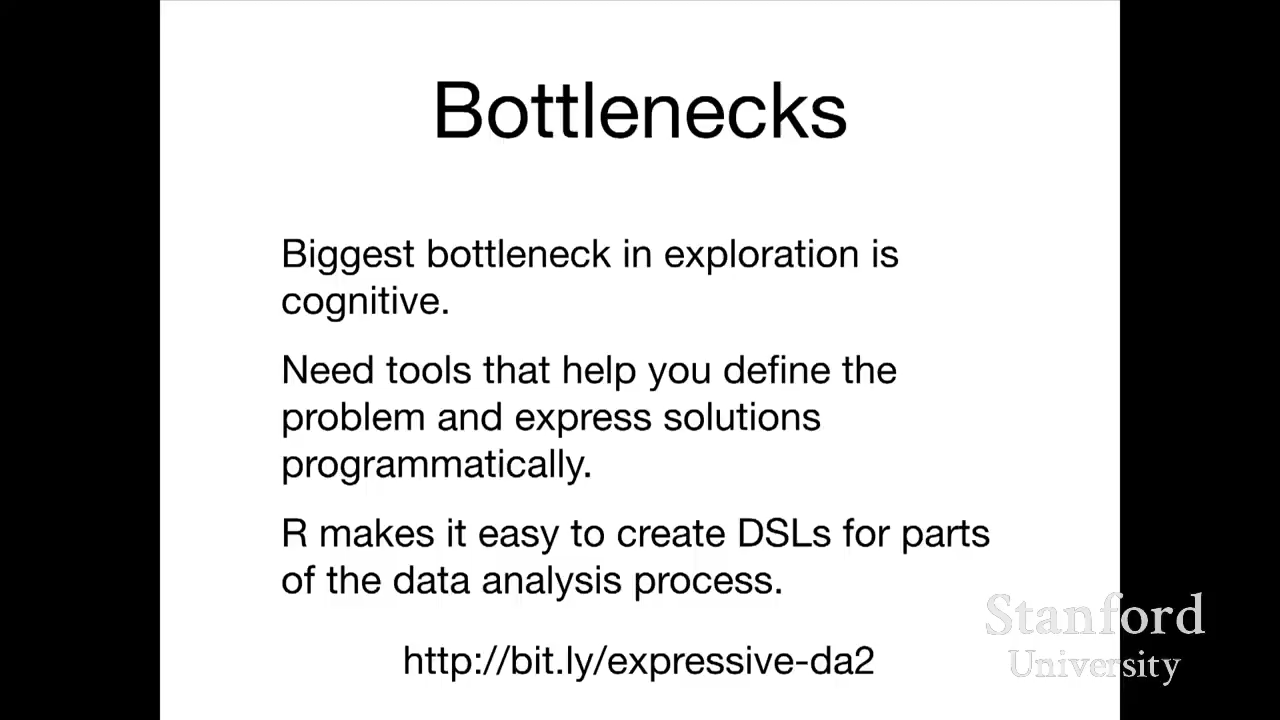 Bottlenecks
Biggest bottleneck in exploration is
cognitive.
Need tools that help you define the
problem and express solutions
programmatically.
R makes it easy to create DSLs for parts
of the data analysis process.
http://bit.ly/expressive-da2
Stanford
University